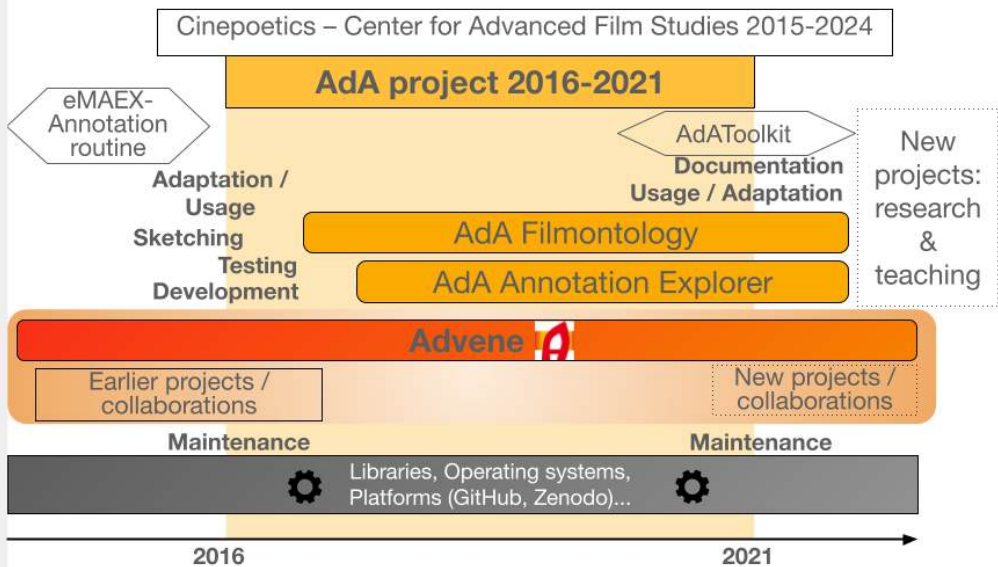 Cinepoetics – Center for Advanced Film Studies 2015-2024
AdA project 2016-2021
eMAEX-
Annotation
routine
AdAToolkit
New
projects:
research
&
teaching
Adaptation /
Usage
Sketching
Testing
Development
Documentation
Usage / Adaptation
AdA Filmontology
AdA Annotation Explorer
Advene
Earlier projects /
collaborations
New projects /
collaborations
Maintenance
Maintenance
Libraries, Operating systems,
Platforms (GitHub, Zenodo)...
2016
2021